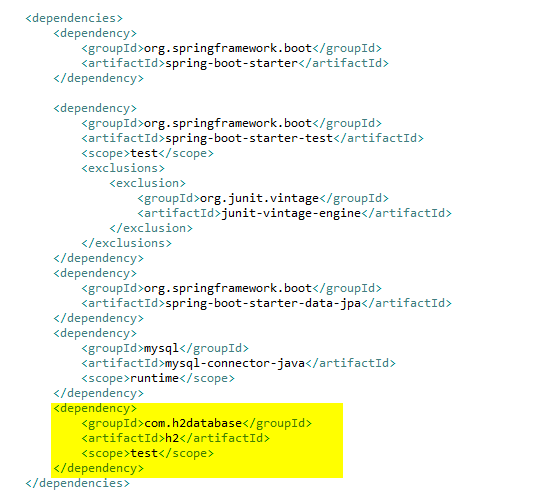 <dependencies>
<dependency>
<groupId>org.springframework.boot</groupId>
<artifactId>spring-boot-starter</artifactId>
</dependency>
<dependency>
<groupId>org.springframework.boot</groupId>
<artifactId>spring-boot-starter-test</artifactId>
<scope>test</scope>
<exclusions>
<exclusion>
<groupId>org.junit.vintage</groupId>
<artifactId>junit-vintage-engine</artifactId>
</exclusion>
</exclusions>
</dependency>
<dependency>
<groupId>org.springframework.boot</groupId>
<artifactId>spring-boot-starter-data-jpa</artifactId>
</dependency>
<dependency>
<groupId>mysql</groupId>
<artifactId>mysql-connector-java</artifactId>
<scope>runtime</scope>
</dependency>
<dependency>
<groupId>com.h2database</groupId>
<artifactId>h2</artifactId>
<scope>test</scope>
</dependency>
</dependencies>